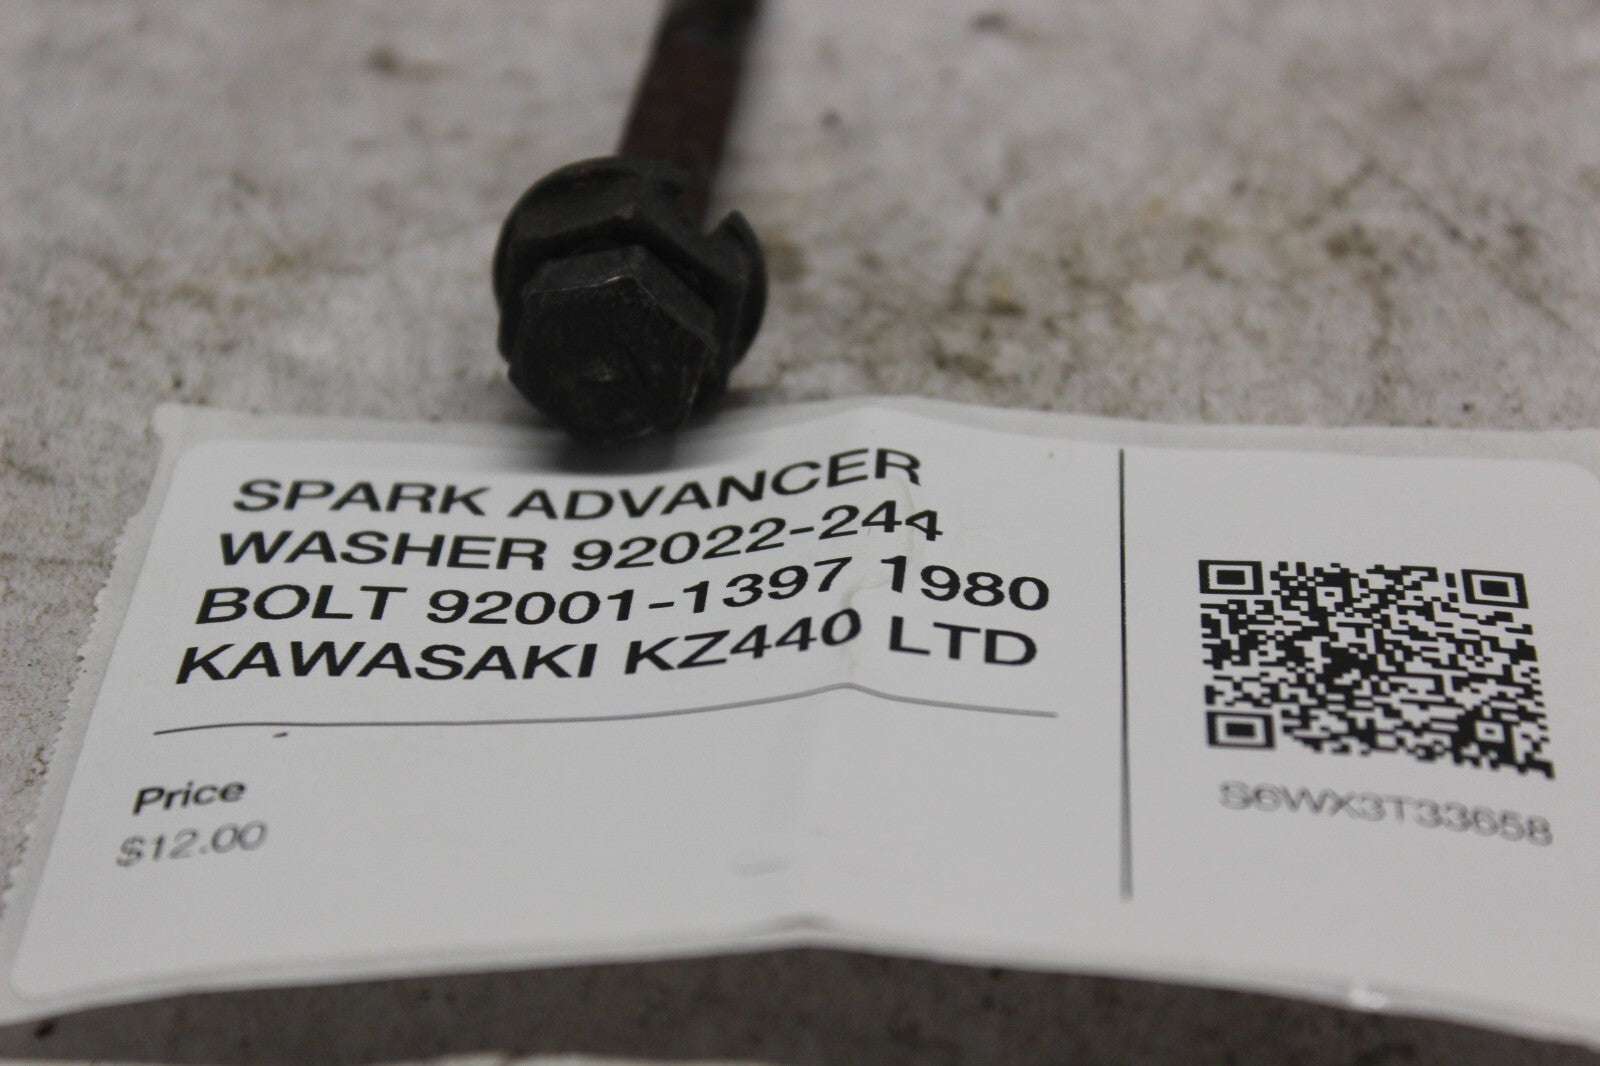 SPARK ADVANCER
WASHER 92022-244
BOLT 92001-1397 1980
KAWASAKI KZ440 LTD
Price
$12.00
S6WX3T33658